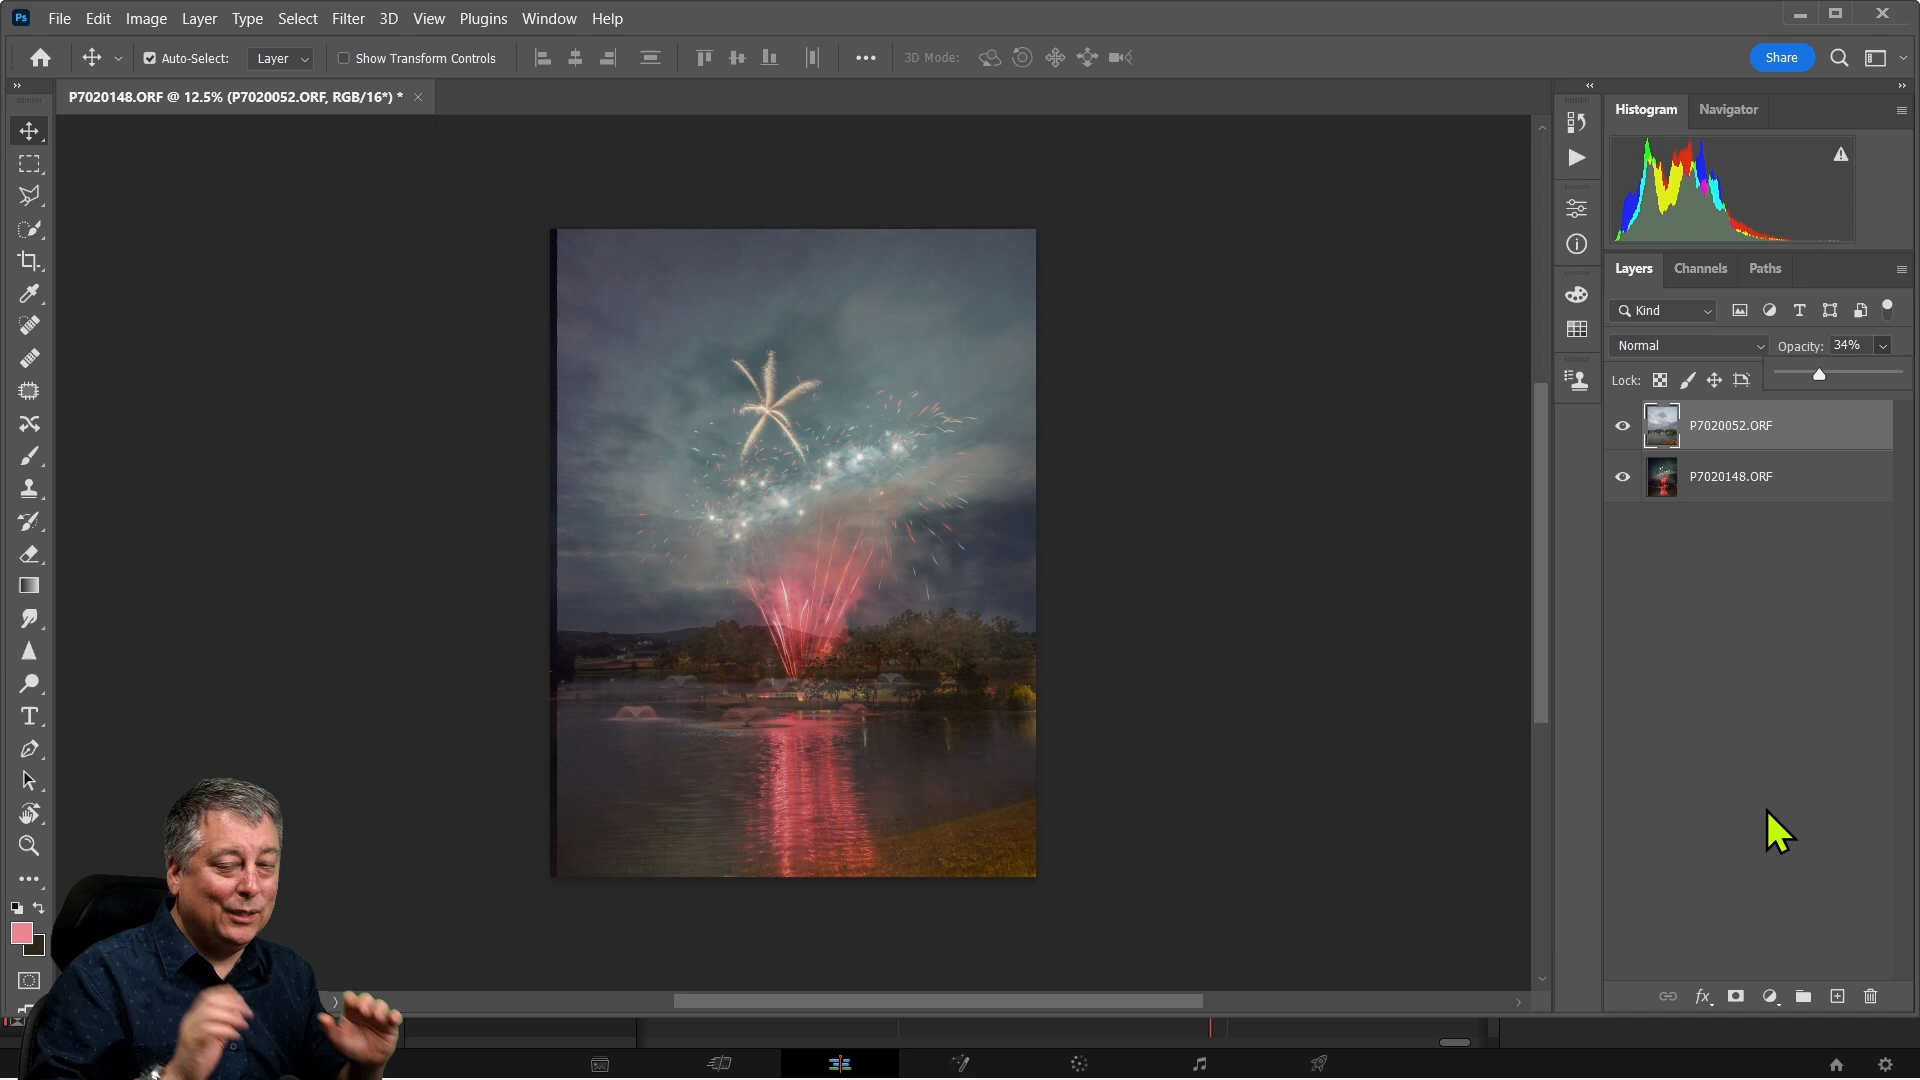 Ps File Edit Image Layer Type Select Filter 3D View Plugins Window Help
Auto-Select: Layer Show Transform Controls 3D Mode: Share
P7020148.ORF @ 12.5% (P7020052.ORF, RGB/16*) *
Histogram Navigator
Layers Channels Paths
Kind
Normal Opacity: 34%
Lock:
P7020052.ORF
P7020148.ORF
fx